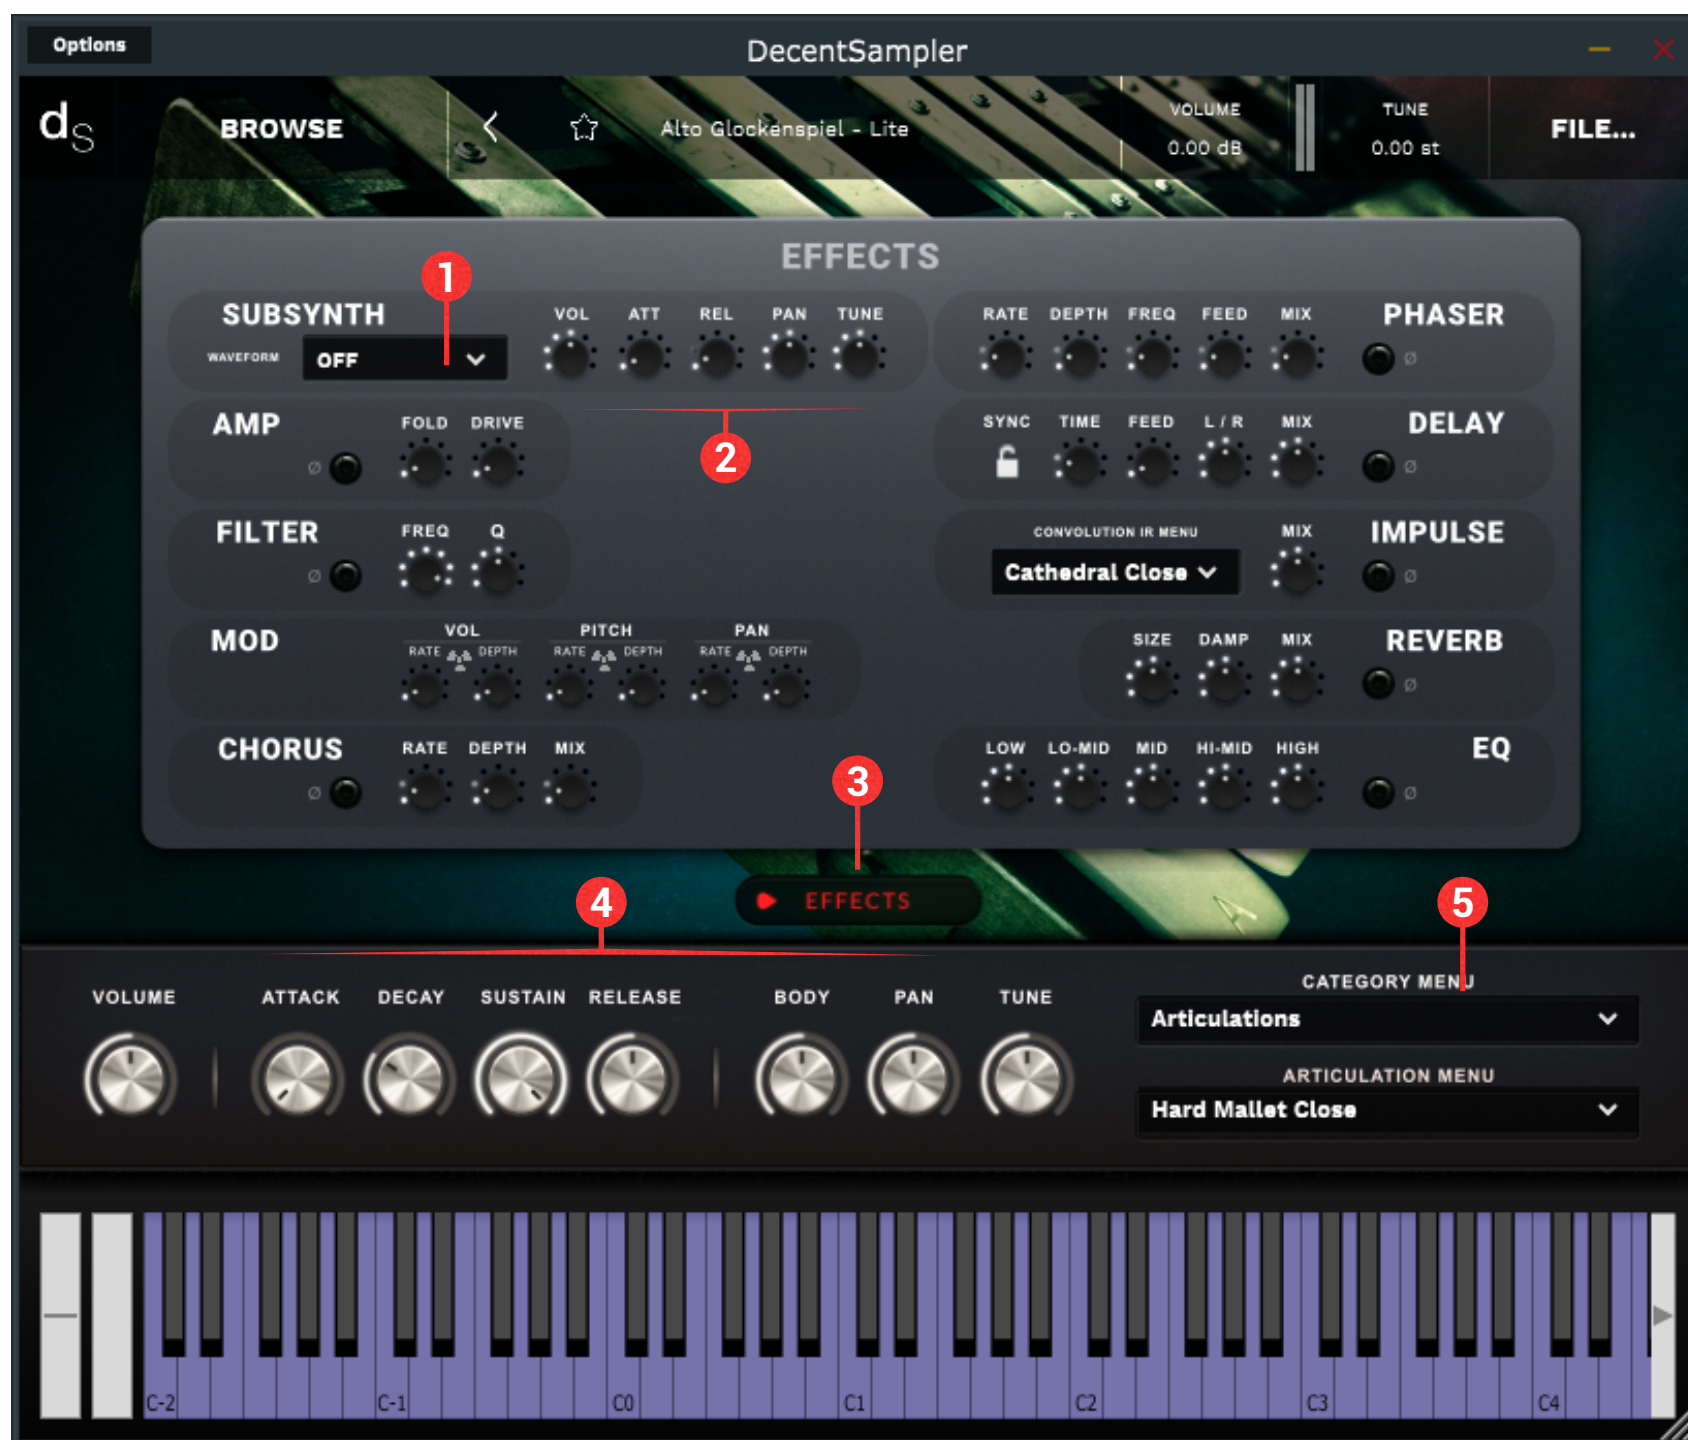 Options
DecentSampler
ds
BROWSE
Alto Glockenspiel - Lite
VOLUME
0.00 dB
TUNE
0.00 st
FILE...
EFFECTS
1
SUBSYNTH
WAVEFORM
OFF
VOL ATT REL PAN TUNE
RATE DEPTH FREQ FEED MIX
PHASER
Ø
2
AMP
Ø
FOLD DRIVE
SYNC TIME FEED L / R MIX
DELAY
Ø
FILTER
Ø
FREQ Q
CONVOLUTION IR MENU
Cathedral Close
MIX
IMPULSE
Ø
MOD
VOL
RATE DEPTH
PITCH
RATE DEPTH
PAN
RATE DEPTH
SIZE DAMP MIX
REVERB
Ø
CHORUS
Ø
RATE DEPTH MIX
LOW LO-MID MID HI-MID HIGH
EQ
Ø
3
EFFECTS
4
5
VOLUME
ATTACK DECAY SUSTAIN RELEASE
BODY PAN TUNE
CATEGORY MENU
Articulations
ARTICULATION MENU
Hard Mallet Close
C-2 C-1 C0 C1 C2 C3 C4